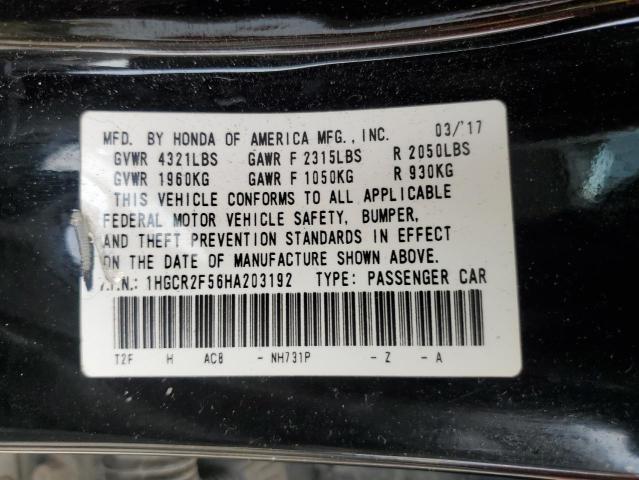 MFD. BY HONDA OF AMERICA MFG., INC. 03/'17
GVWR 4321LBS GAWR F 2315LBS R 2050LBS
GVWR 1960KG GAWR F 1050KG R 930KG
THIS VEHICLE CONFORMS TO ALL APPLICABLE
FEDERAL MOTOR VEHICLE SAFETY, BUMPER,
AND THEFT PREVENTION STANDARDS IN EFFECT
ON THE DATE OF MANUFACTURE SHOWN ABOVE.
V.I.N.: 1HGCR2F56HA203192 TYPE: PASSENGER CAR
T2F H AC8 - NH731P - Z - A